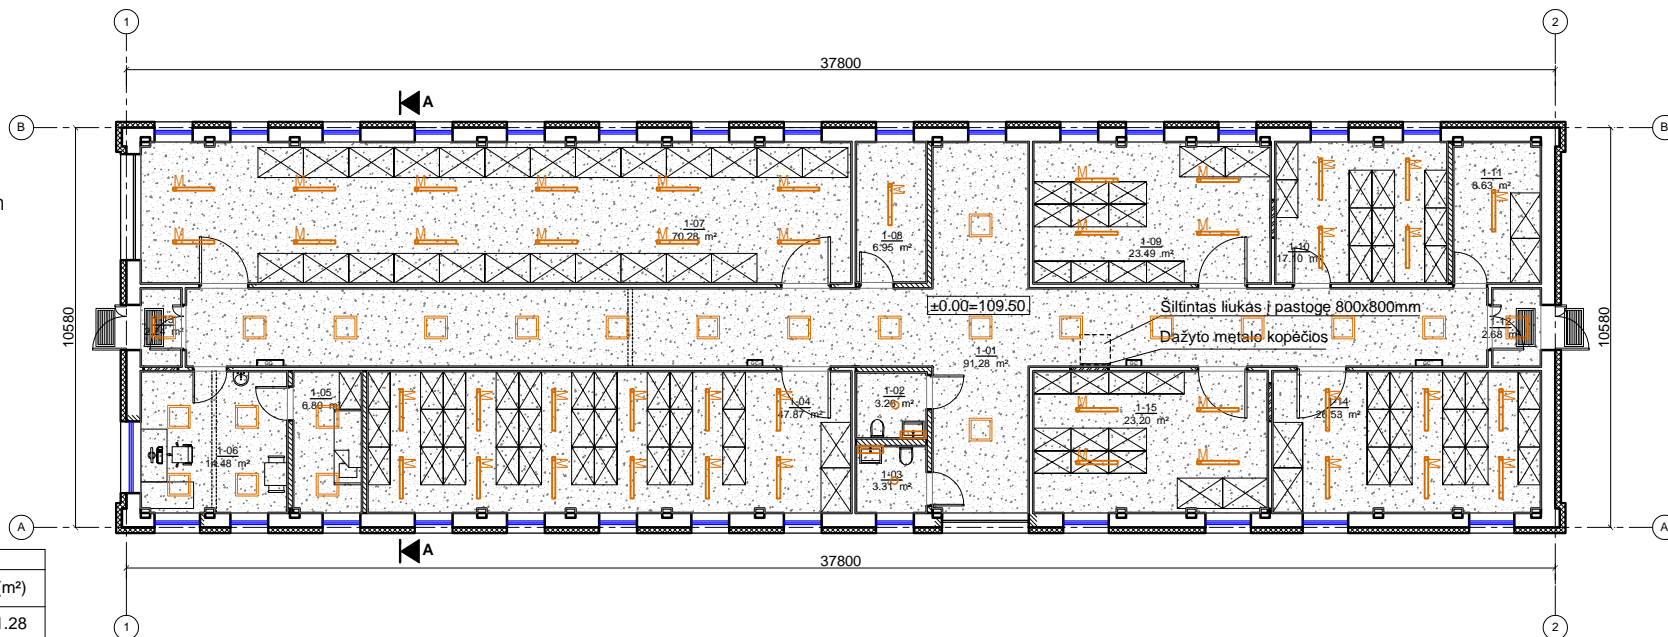 1
2
37800
A
B
B
M M M M M M
M M M M M M
1-07
70.28 m²
M
1-08
6.95 m²
M M
M M
1-09
23.49 m²
M M
M M
1-10
17.10 m²
1-11
8.63 m²
M
10580
10580
±0.00=109.50
Šiltintas liukas į pastogę 800x800mm
Dažyto metalo kopėčios
1-01
91.28 m²
1-12
2.68 m²
1-05
6.80 m²
1-06
14.48 m²
1-04
47.87 m²
M M M M M M
M M M M M M
1-02
3.26 m²
1-03
3.31 m²
1-15
23.20 m²
M M
M M
1-14
26.53 m²
M M M
M M M
A
A
A
37800
m²)
.28
1
2